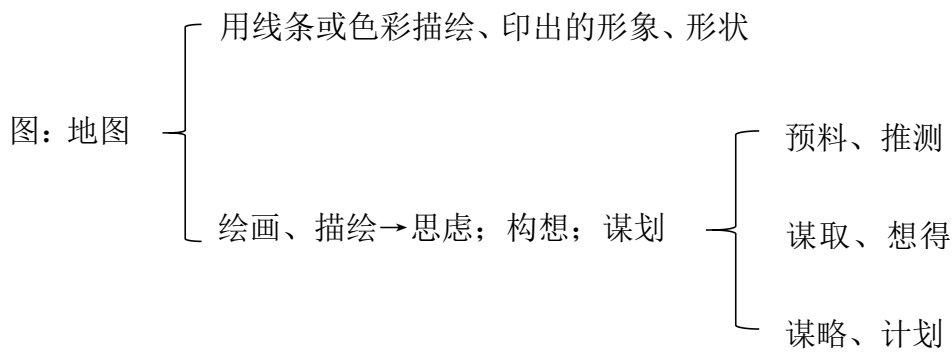 用线条或色彩描绘、印出的形象、形状
图：地图
预料、推测
绘画、描绘→思虑；构想；谋划
谋取、想得
谋略、计划